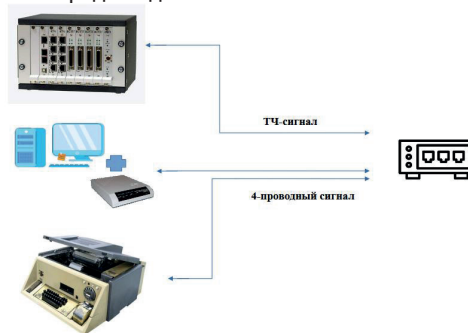 ТЧ-сигнал
4-проводный сигнал